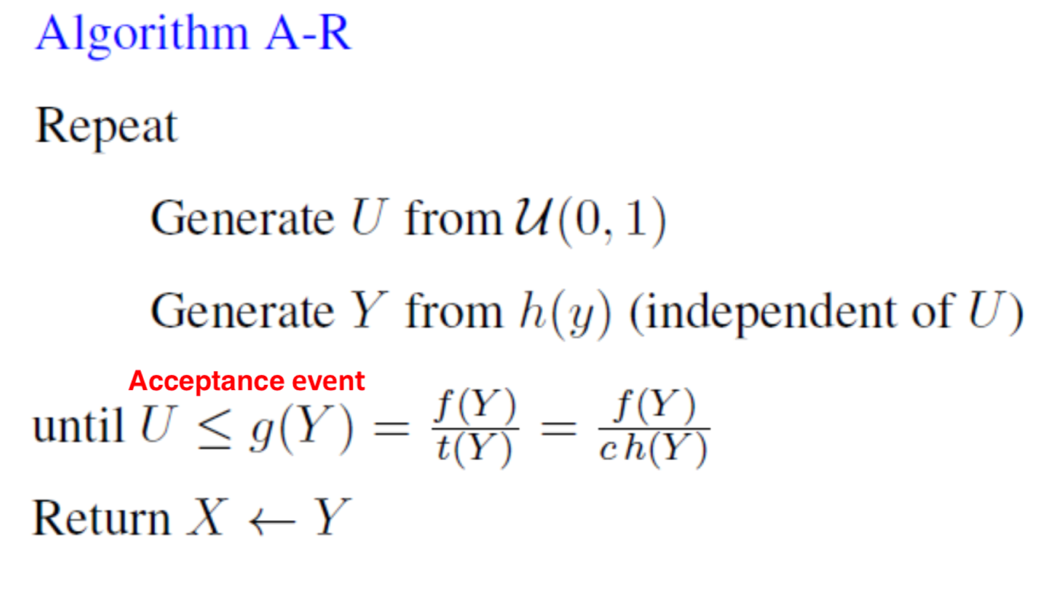 Algorithm A-R
Repeat
Generate U from 𝒰(0, 1)
Generate Y from h(y) (independent of U)
Acceptance event
until U ≤ g(Y) = f(Y)/t(Y) = f(Y)/c h(Y)
Return X ← Y